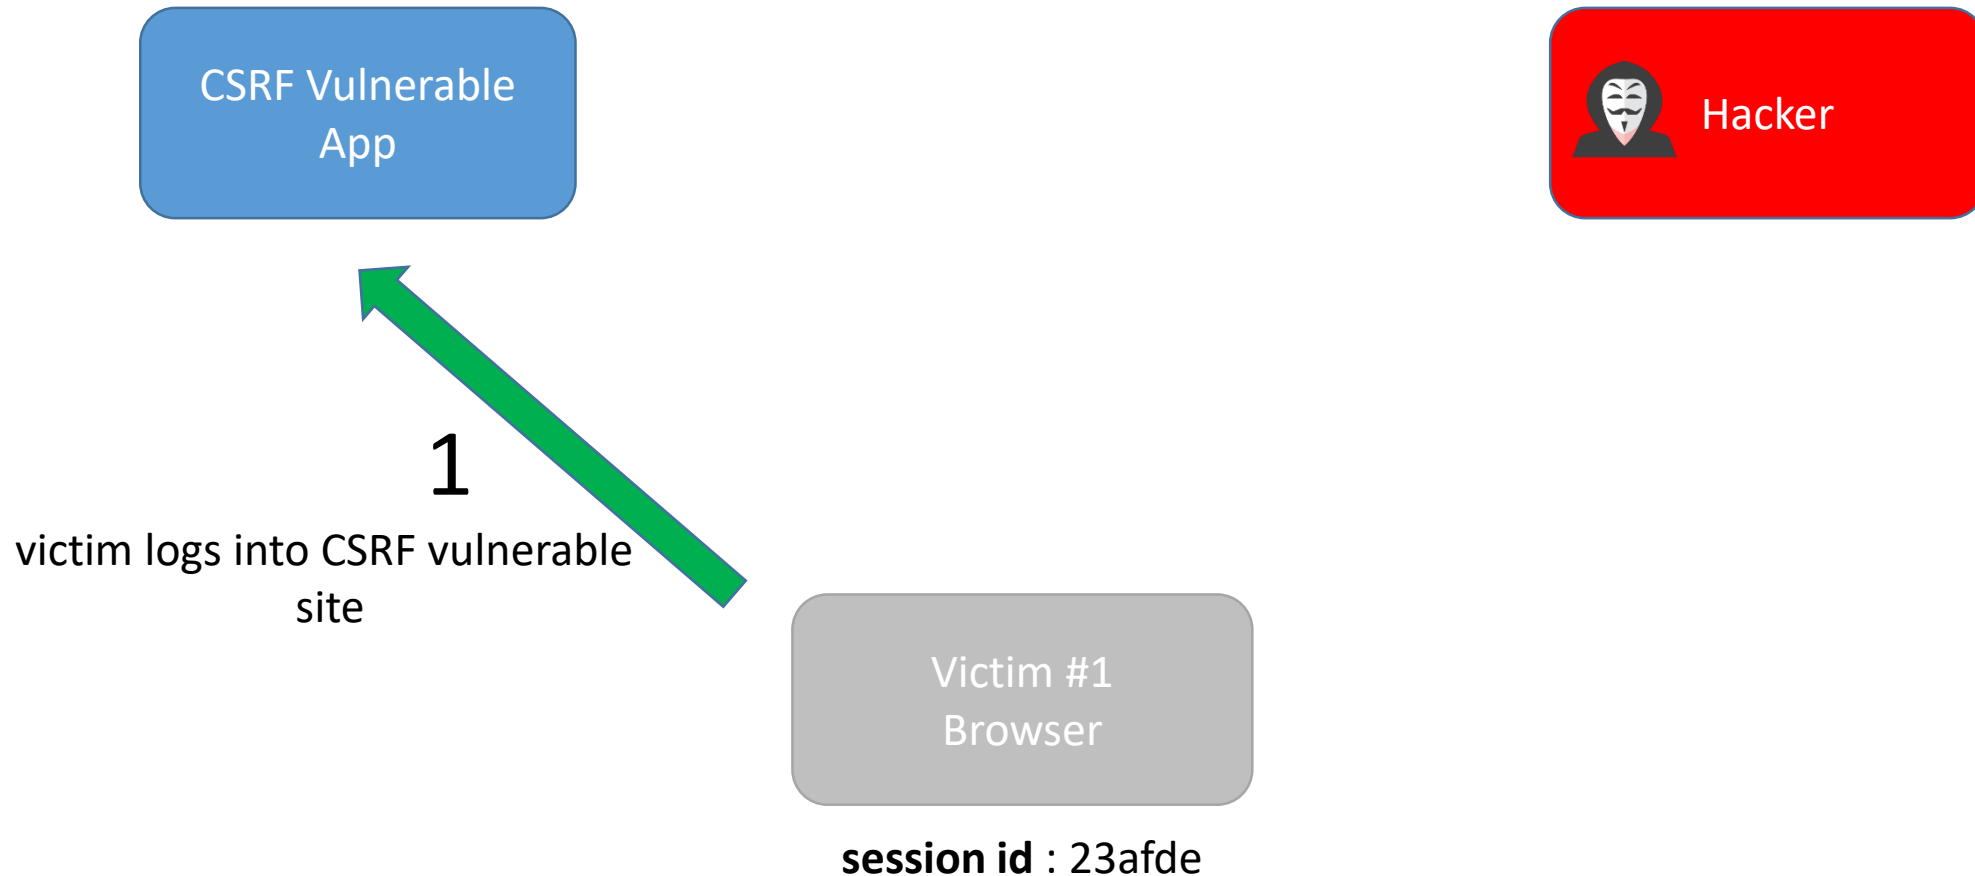 CSRF Vulnerable
App
Hacker
1
victim logs into CSRF vulnerable
site
Victim #1
Browser
session id : 23afde